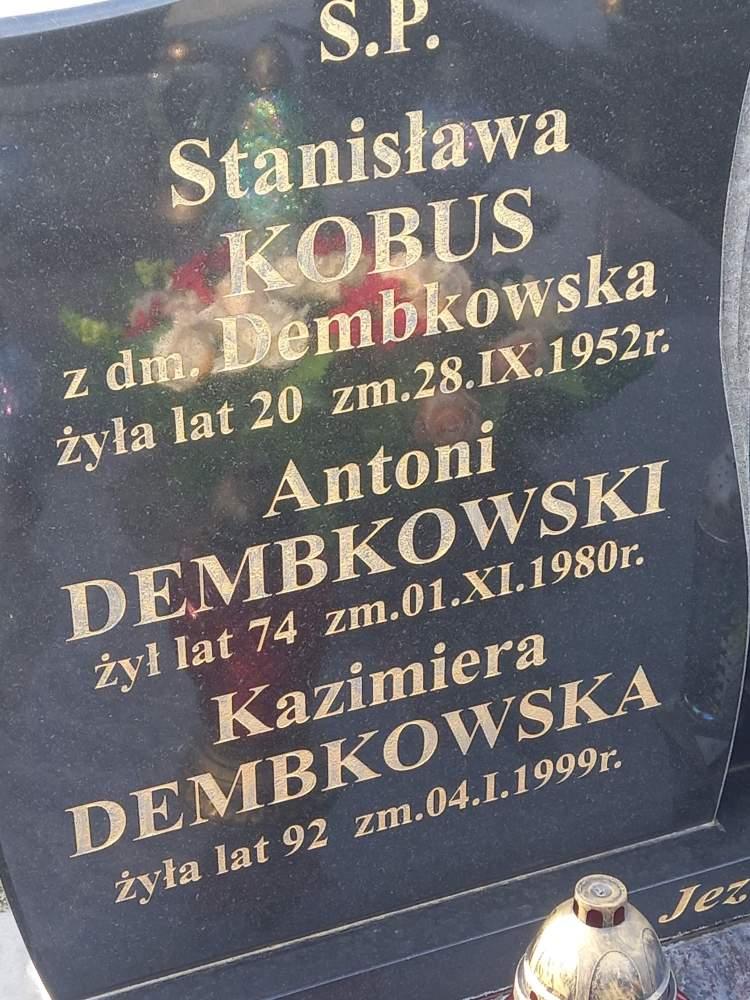 S.P.
Stanisława
KOBUS
z dm. Dembkowska
żyła lat 20 zm.28.IX.1952r.
Antoni
DEMBKOWSKI
żył lat 74 zm.01.XI.1980r.
Kazimiera
DEMBKOWSKA
żyła lat 92 zm.04.I.1999r.
Jez